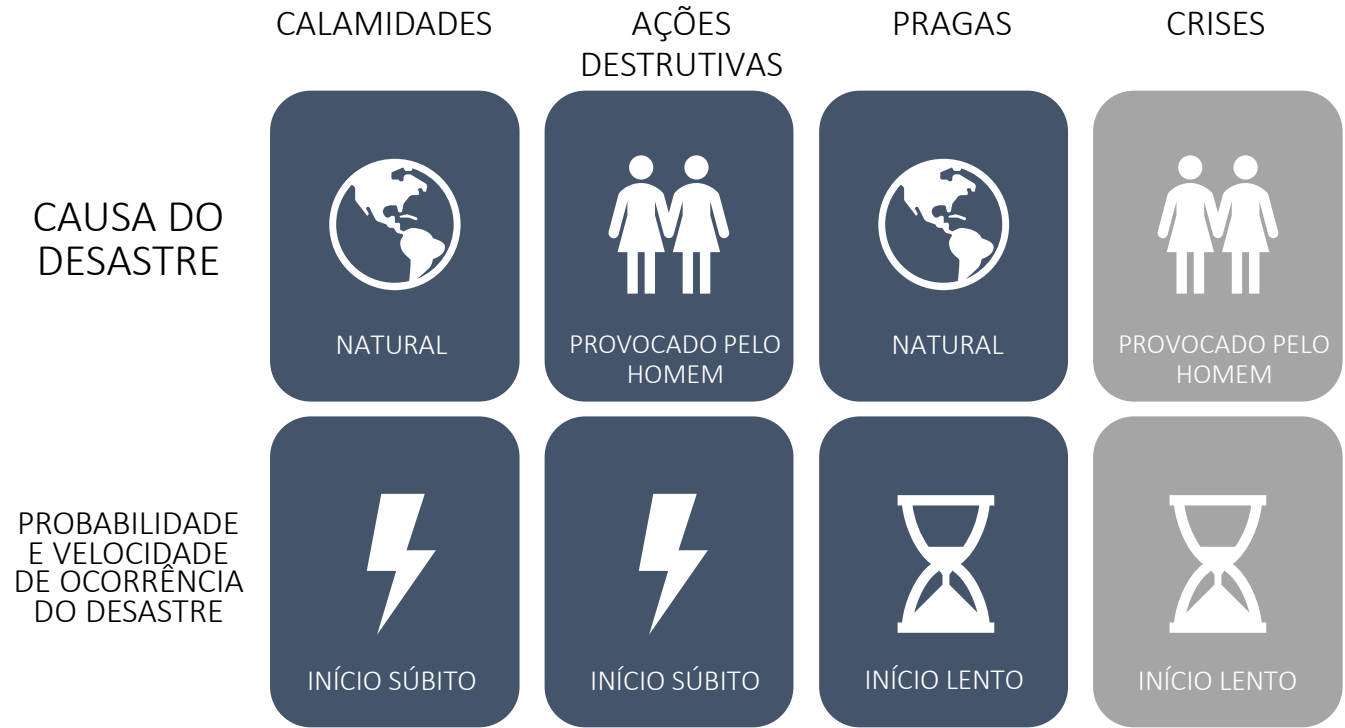 CALAMIDADES
AÇÕES
DESTRUTIVAS
PRAGAS
CRISES
CAUSA DO
DESASTRE
NATURAL
PROVOCADO PELO
HOMEM
NATURAL
PROVOCADO PELO
HOMEM
PROBABILIDADE
E VELOCIDADE
DE OCORRÊNCIA
DO DESASTRE
INÍCIO SÚBITO
INÍCIO SÚBITO
INÍCIO LENTO
INÍCIO LENTO